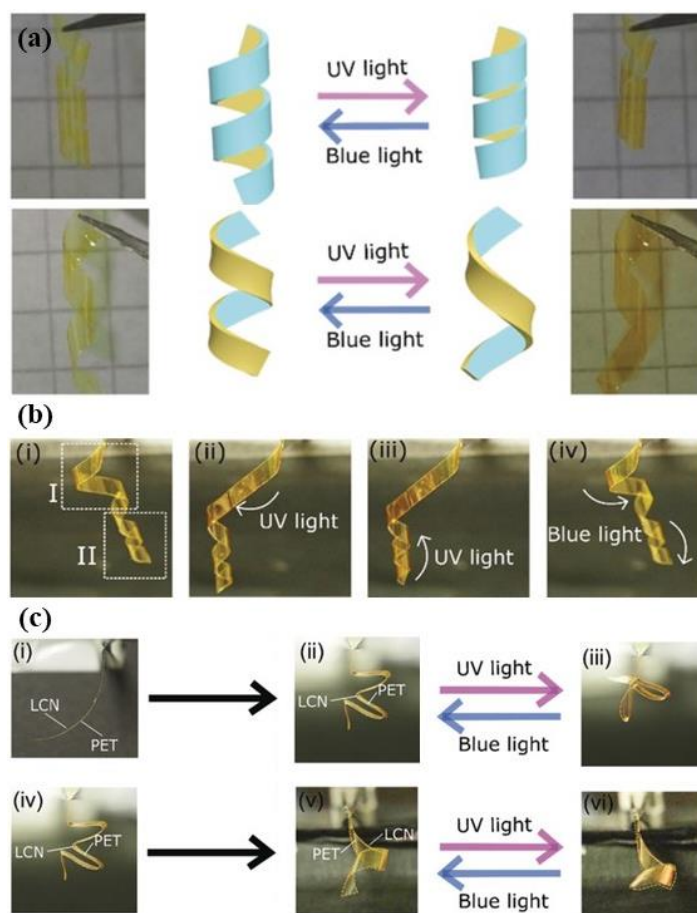 (a)
UV light
Blue light
UV light
Blue light
(b)
(i)
I
II
(ii)
UV light
(iii)
UV light
(iv)
Blue light
(c)
(i)
LCN
PET
(ii)
LCN
PET
UV light
Blue light
(iii)
(iv)
LCN
PET
(v)
LCN
PET
UV light
Blue light
(vi)